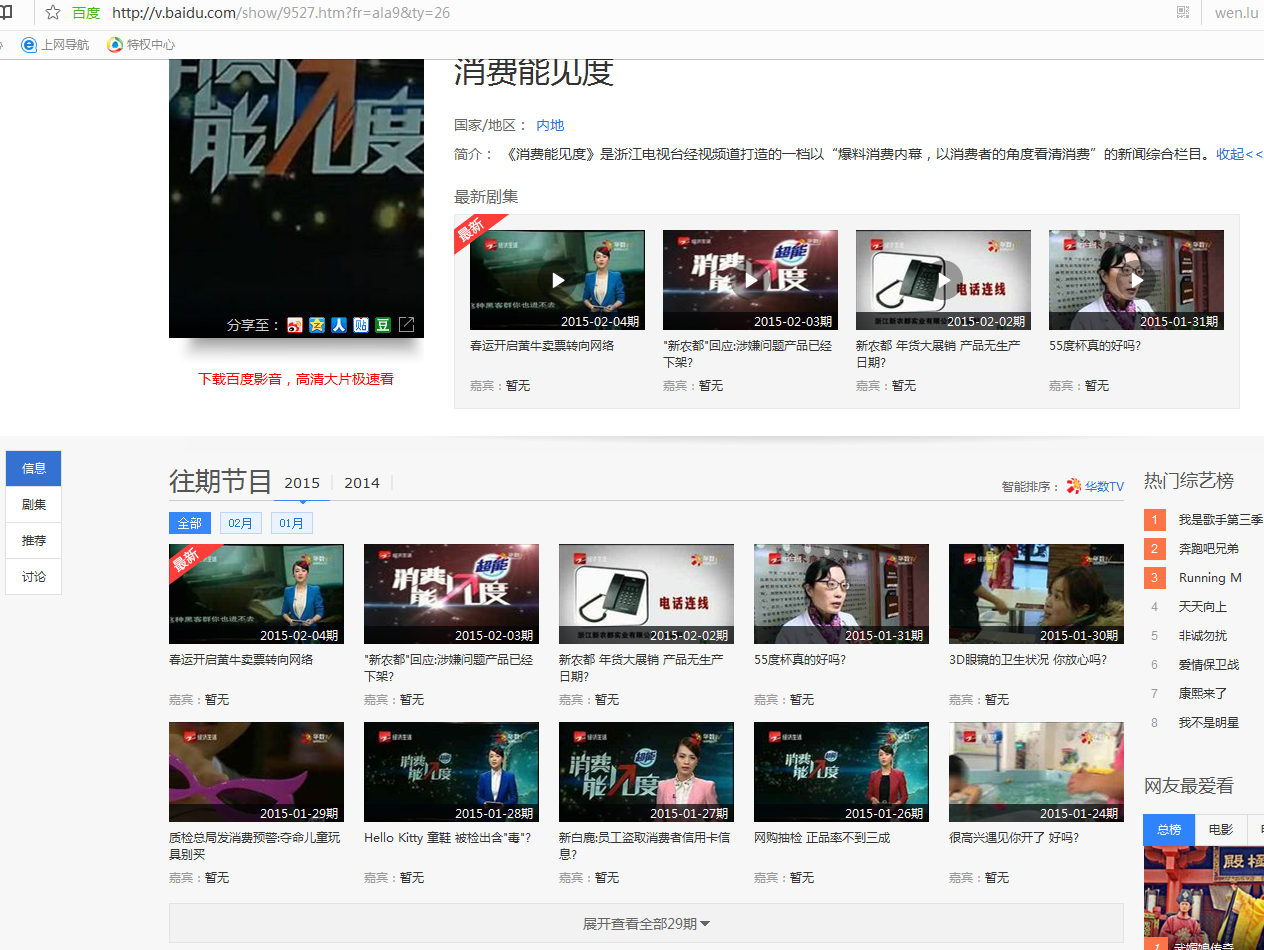 百度 http://v.baidu.com/show/9527.htm?fr=ala9&ty=26
wen.lu
上网导航 特权中心
消费能见度
能见度
国家/地区： 内地
简介： 《消费能见度》是浙江电视台经视频道打造的一档以“爆料消费内幕，以消费者的角度看清消费”的新闻综合栏目。收起<<
最新剧集
最新
2015-02-04期
消费能见度 超能
2015-02-03期
电话连线
2015-02-02期
2015-01-31期
春运开启黄牛卖票转向网络
"新农都"回应:涉嫌问题产品已经下架?
新农都 年货大展销 产品无生产日期?
55度杯真的好吗?
嘉宾：暂无
嘉宾：暂无
嘉宾：暂无
嘉宾：暂无
分享至：
下载百度影音，高清大片极速看
信息
剧集
推荐
讨论
往期节目 2015 2014
智能排序： 华数TV
全部 02月 01月
最新
2015-02-04期
消费能见度 超能
2015-02-03期
电话连线
2015-02-02期
2015-01-31期
2015-01-30期
春运开启黄牛卖票转向网络
"新农都"回应:涉嫌问题产品已经下架?
新农都 年货大展销 产品无生产日期?
55度杯真的好吗?
3D眼镜的卫生状况 你放心吗?
嘉宾：暂无
嘉宾：暂无
嘉宾：暂无
嘉宾：暂无
嘉宾：暂无
2015-01-29期
2015-01-28期
2015-01-27期
2015-01-26期
2015-01-24期
质检总局发消费预警:夺命儿童玩具别买
Hello Kitty 童鞋 被检出含"毒"?
新白鹿:员工盗取消费者信用卡信息?
网购抽检 正品率不到三成
很高兴遇见你开了 好吗?
嘉宾：暂无
嘉宾：暂无
嘉宾：暂无
嘉宾：暂无
嘉宾：暂无
展开查看全部29期
热门综艺榜
1 我是歌手第三季
2 奔跑吧兄弟
3 Running M
4 天天向上
5 非诚勿扰
6 爱情保卫战
7 康熙来了
8 我不是明星
网友最爱看
总榜 电影
1 武媚娘传奇